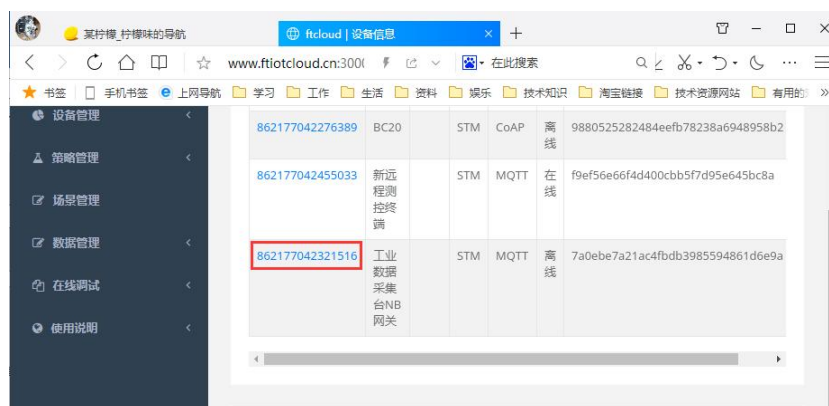 某柠檬_柠檬味的导航
ftcloud | 设备信息
www.ftiotcloud.cn:300(
在此搜索
书签 手机书签 上网导航 学习 工作 生活 资料 娱乐 技术知识 淘宝链接 技术资源网站 有用的
设备管理
862177042276389 BC20 STM CoAP 离线 9880525282484eefb78238a6948958b2
策略管理
862177042455033 新远程测控终端 STM MQTT 在线 f9ef56e66f4d400cbb5f7d95e645bc8a
场景管理
数据管理
862177042321516 工业数据采集台NB网关 STM MQTT 离线 7a0ebe7a21ac4fbdb3985594861d6e9a
在线调试
使用说明